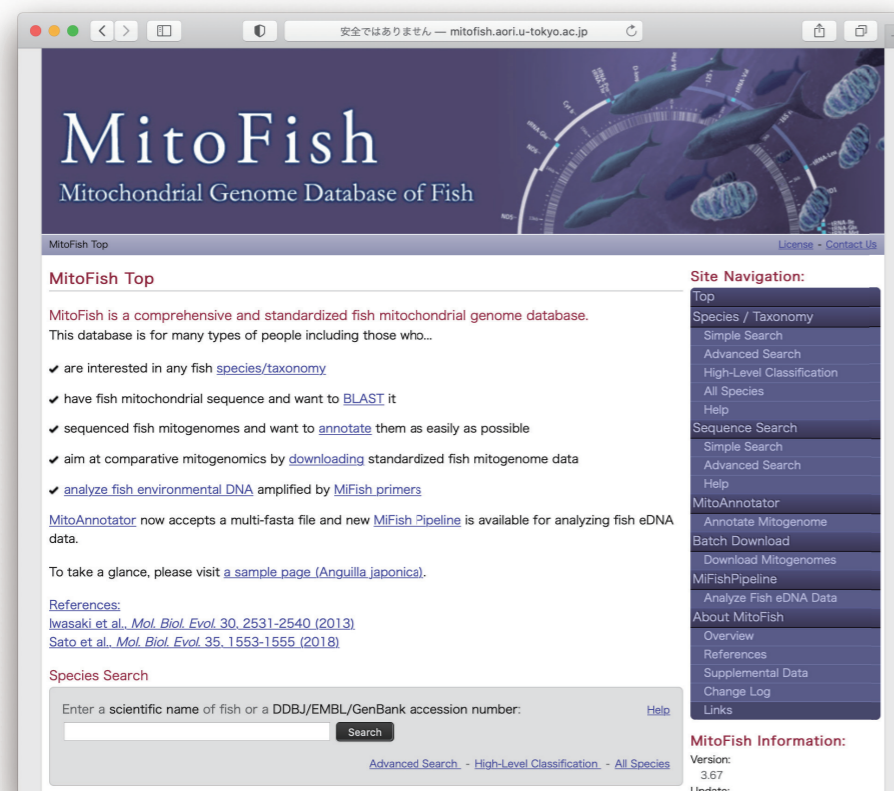 安全ではありません — mitofish.aori.u-tokyo.ac.jp
MitoFish
Mitochondrial Genome Database of Fish
MitoFish Top
License - Contact Us
MitoFish Top
MitoFish is a comprehensive and standardized fish mitochondrial genome database.
This database is for many types of people including those who...
✔ are interested in any fish species/taxonomy
✔ have fish mitochondrial sequence and want to BLAST it
✔ sequenced fish mitogenomes and want to annotate them as easily as possible
✔ aim at comparative mitogenomics by downloading standardized fish mitogenome data
✔ analyze fish environmental DNA amplified by MiFish primers
MitoAnnotator now accepts a multi-fasta file and new MiFish Pipeline is available for analyzing fish eDNA
data.
To take a glance, please visit a sample page (Anguilla japonica).
References:
Iwasaki et al., Mol. Biol. Evol. 30, 2531-2540 (2013)
Sato et al., Mol. Biol. Evol. 35, 1553-1555 (2018)
Species Search
Enter a scientific name of fish or a DDBJ/EMBL/GenBank accession number:
Help
Search
Advanced Search - High-Level Classification - All Species
Site Navigation:
Top
Species / Taxonomy
Simple Search
Advanced Search
High-Level Classification
All Species
Help
Sequence Search
Simple Search
Advanced Search
Help
MitoAnnotator
Annotate Mitogenome
Batch Download
Download Mitogenomes
MiFishPipeline
Analyze Fish eDNA Data
About MitoFish
Overview
References
Supplemental Data
Change Log
Links
MitoFish Information:
Version:
3.67
Update: